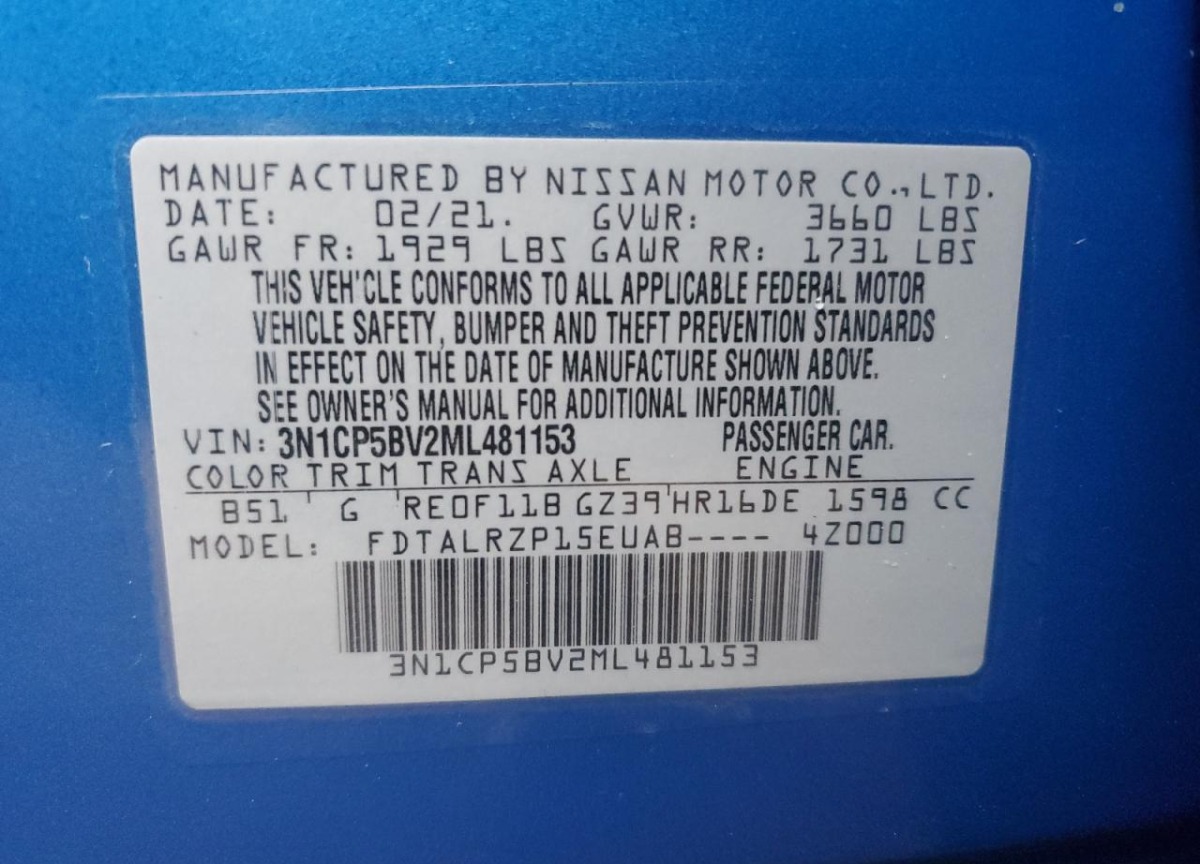 MANUFACTURED BY NISSAN MOTOR CO., LTD.
DATE: 02/21. GVWR: 3660 LBS
GAWR FR: 1929 LBS GAWR RR: 1731 LBS
THIS VEH'CLE CONFORMS TO ALL APPLICABLE FEDERAL MOTOR
VEHICLE SAFETY, BUMPER AND THEFT PREVENTION STANDARDS
IN EFFECT ON THE DATE OF MANUFACTURE SHOWN ABOVE.
SEE OWNER'S MANUAL FOR ADDITIONAL INFORMATION.
VIN: 3N1CP5BV2ML481153 PASSENGER CAR.
COLOR TRIM TRANS AXLE ENGINE
B51 G RE0F11B GZ39 HR16DE 1598 CC
MODEL: FDTALRZP15EUAB---- 4Z000
3N1CP5BV2ML481153